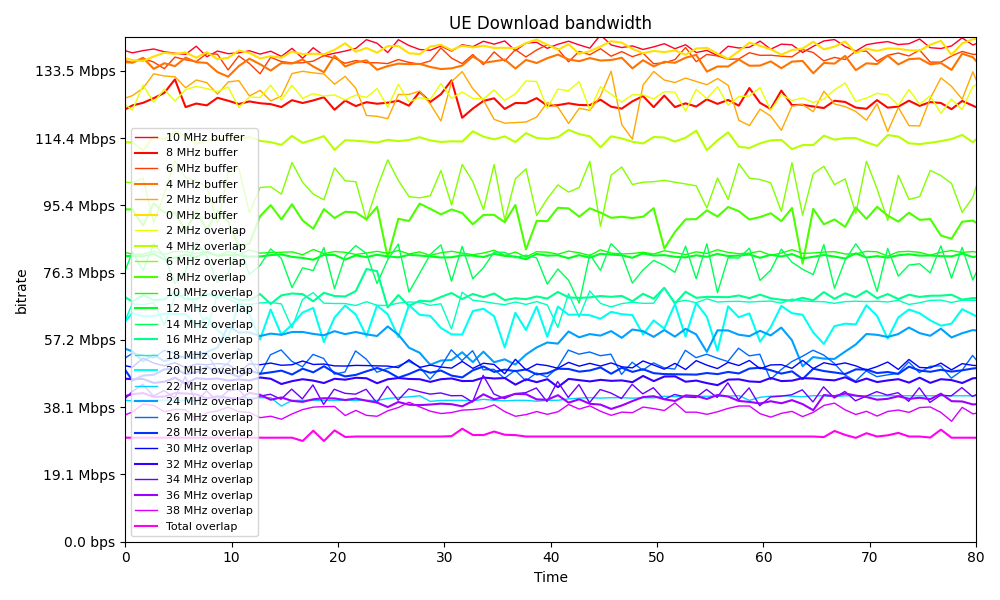 UE Download bandwidth
133.5 Mbps
114.4 Mbps
95.4 Mbps
76.3 Mbps
57.2 Mbps
38.1 Mbps
19.1 Mbps
0.0 bps
bitrate
10 MHz buffer
8 MHz buffer
6 MHz buffer
4 MHz buffer
2 MHz buffer
0 MHz buffer
2 MHz overlap
4 MHz overlap
6 MHz overlap
8 MHz overlap
10 MHz overlap
12 MHz overlap
14 MHz overlap
16 MHz overlap
18 MHz overlap
20 MHz overlap
22 MHz overlap
24 MHz overlap
26 MHz overlap
28 MHz overlap
30 MHz overlap
32 MHz overlap
34 MHz overlap
36 MHz overlap
38 MHz overlap
Total overlap
0 10 20 30 40 50 60 70 80
Time